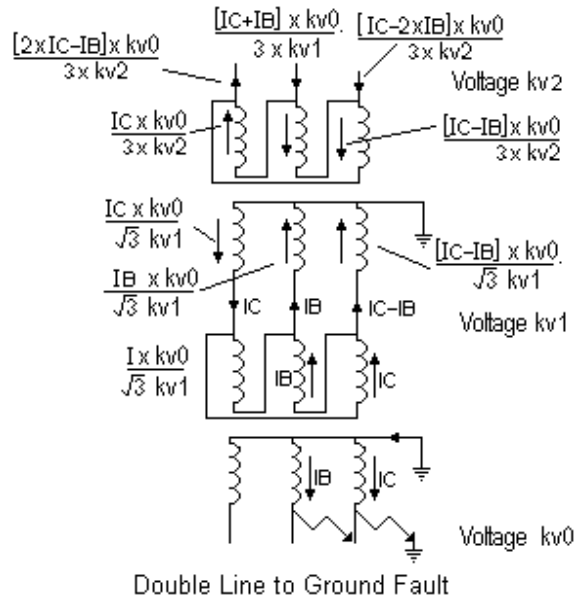 [2xIC-IB] x kv0
3 x kv2
[IC+IB] x kv0.
3 x kv1
[IC-2xIB] x kv0
3 x kv2
Voltage kv2
IC x kv0
3 x kv2
[IC-IB] x kv0
3 x kv2
IC x kv0
√3 kv1
IB x kv0
√3 kv1
[IC-IB] x kv0.
√3 kv1
IC
IB
IC-IB
Voltage kv1
I x kv0
√3 kv1
IB
IC
IB
IC
Voltage kv0
Double Line to Ground Fault